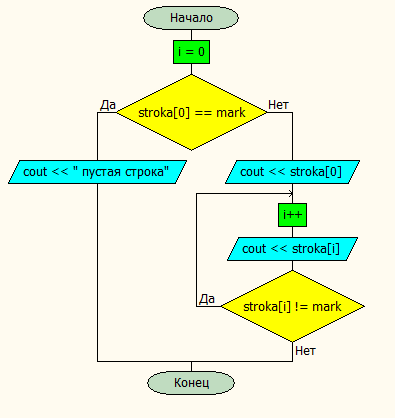 Начало
i = 0
stroka[0] == mark
Да
Нет
cout << " пустая строка"
cout << stroka[0]
i++
cout << stroka[i]
stroka[i] != mark
Да
Нет
Конец